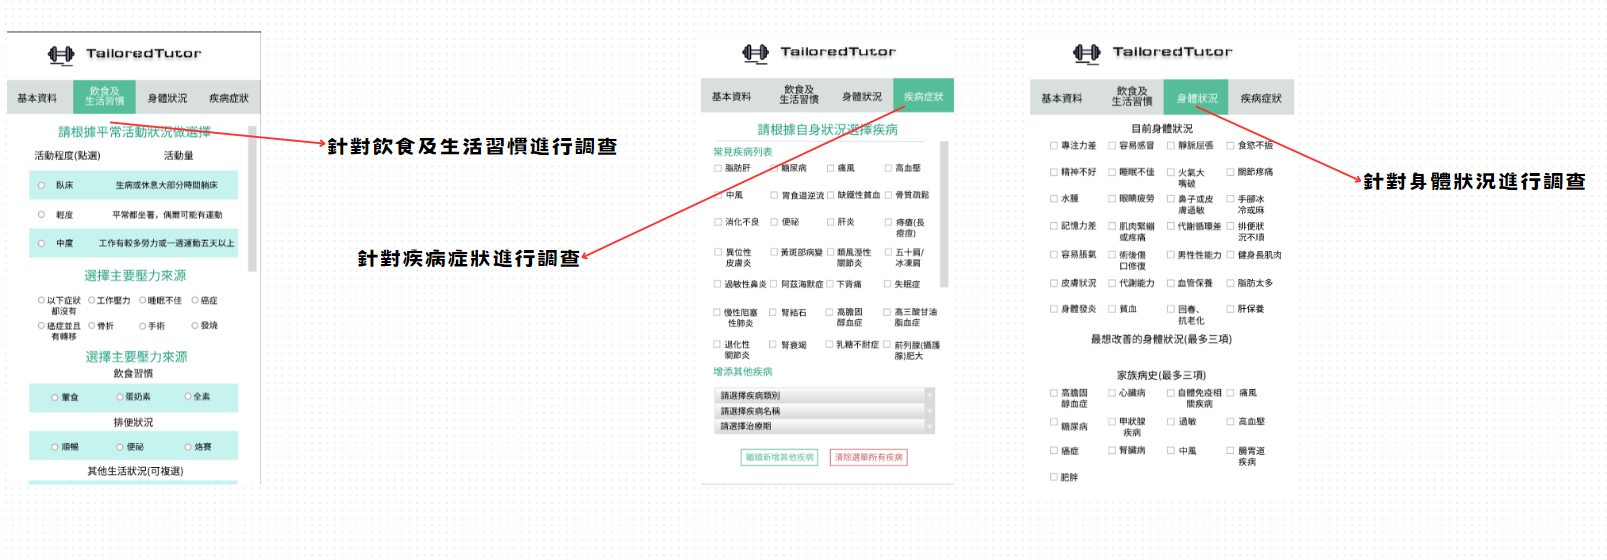 TailoredTutor
基本資料
飲食及
生活習慣
身體狀況
疾病症狀
請根據平常活動狀況做選擇
活動程度(點選)
活動量
臥床
生病或休息大部分時間躺床
輕度
平常都坐著，偶爾可能有運動
中度
工作有較多勞力或一週運動五天以上
選擇主要壓力來源
以下症狀
都沒有
工作壓力
睡眠不佳
癌症
癌症並且
有轉移
骨折
手術
發燒
選擇主要壓力來源
飲食習慣
葷食
蛋奶素
全素
排便狀況
順暢
便祕
烙賽
其他生活狀況(可複選)
針對飲食及生活習慣進行調查
TailoredTutor
基本資料
飲食及
生活習慣
身體狀況
疾病症狀
請根據自身狀況選擇疾病
常見疾病列表
脂肪肝
糖尿病
痛風
高血壓
中風
胃食道逆流
缺鐵性貧血
骨質疏鬆
消化不良
便祕
肝炎
痔瘡(長
痘痘)
異位性
皮膚炎
黃斑部病變
類風溼性
關節炎
五十肩/
冰凍肩
過敏性鼻炎
阿茲海默症
下背痛
失眠症
慢性阻塞
性肺炎
腎結石
高膽固
醇血症
高三酸甘油
脂血症
退化性
關節炎
腎衰竭
乳糖不耐症
前列腺(攝護
腺)肥大
增添其他疾病
請選擇疾病類別
請選擇疾病名稱
請選擇治療期
繼續新增其他疾病
清除選單所有疾病
針對疾病症狀進行調查
TailoredTutor
基本資料
飲食及
生活習慣
身體狀況
疾病症狀
目前身體狀況
專注力差
容易感冒
靜脈屈張
食慾不振
精神不好
睡眠不佳
火氣大
嘴破
關節疼痛
水腫
眼睛疲勞
鼻子或皮
膚過敏
手腳冰
冷或麻
記憶力差
肌肉緊繃
或疼痛
代謝循環差
排便狀
況不順
容易脹氣
術後傷
口修復
男性性能力
健身長肌肉
皮膚狀況
代謝能力
血管保養
脂肪太多
身體發炎
貧血
回春、
抗老化
肝保養
最想改善的身體狀況(最多三項)
家族病史(最多三項)
高膽固
醇血症
心臟病
自體免疫相
關疾病
痛風
糖尿病
甲狀腺
疾病
過敏
高血壓
癌症
腎臟病
中風
腸胃道
疾病
肥胖
針對身體狀況進行調查